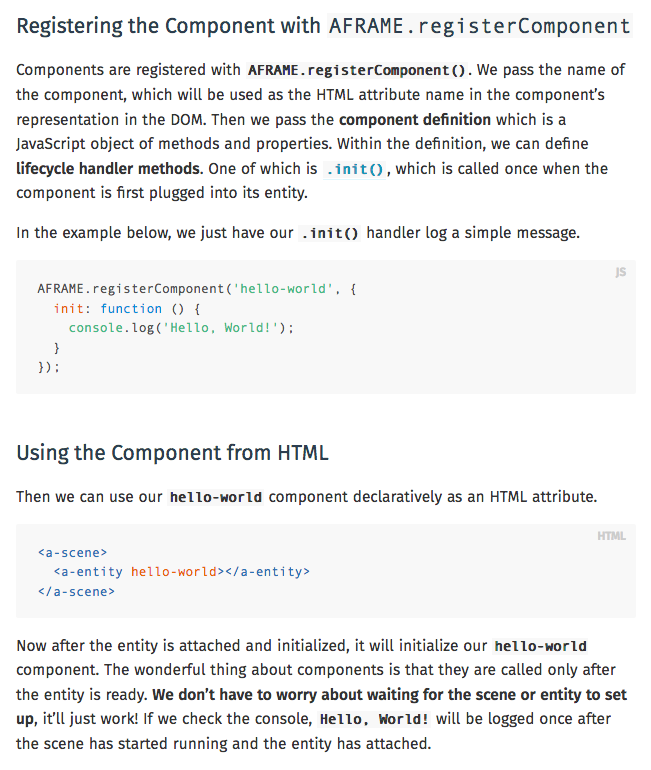 Registering the Component with AFRAME.registerComponent
Components are registered with AFRAME.registerComponent(). We pass the name of
the component, which will be used as the HTML attribute name in the component’s
representation in the DOM. Then we pass the component definition which is a
JavaScript object of methods and properties. Within the definition, we can define
lifecycle handler methods. One of which is .init(), which is called once when the
component is first plugged into its entity.
In the example below, we just have our .init() handler log a simple message.
JS
AFRAME.registerComponent('hello-world', {
  init: function () {
    console.log('Hello, World!');
  }
});
Using the Component from HTML
Then we can use our hello-world component declaratively as an HTML attribute.
HTML
<a-scene>
  <a-entity hello-world></a-entity>
</a-scene>
Now after the entity is attached and initialized, it will initialize our hello-world
component. The wonderful thing about components is that they are called only after
the entity is ready. We don’t have to worry about waiting for the scene or entity to set
up, it’ll just work! If we check the console, Hello, World! will be logged once after
the scene has started running and the entity has attached.